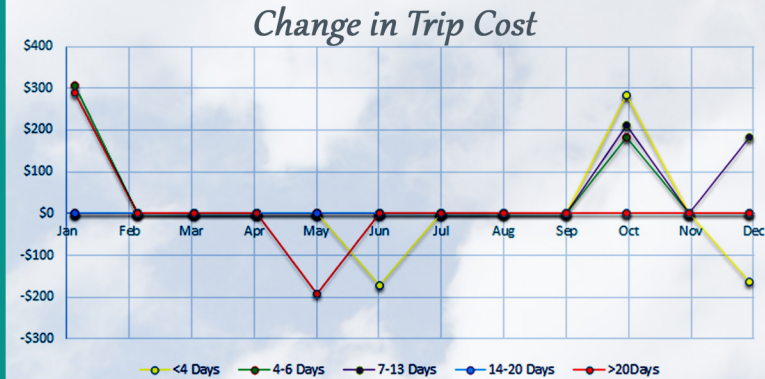 Change in Trip Cost
$400
$300
$200
$100
$0
-$100
-$200
-$300
Jan Feb Mar Apr May Jun Jul Aug Sep Oct Nov Dec
<4 Days 4-6 Days 7-13 Days 14-20 Days >20Days